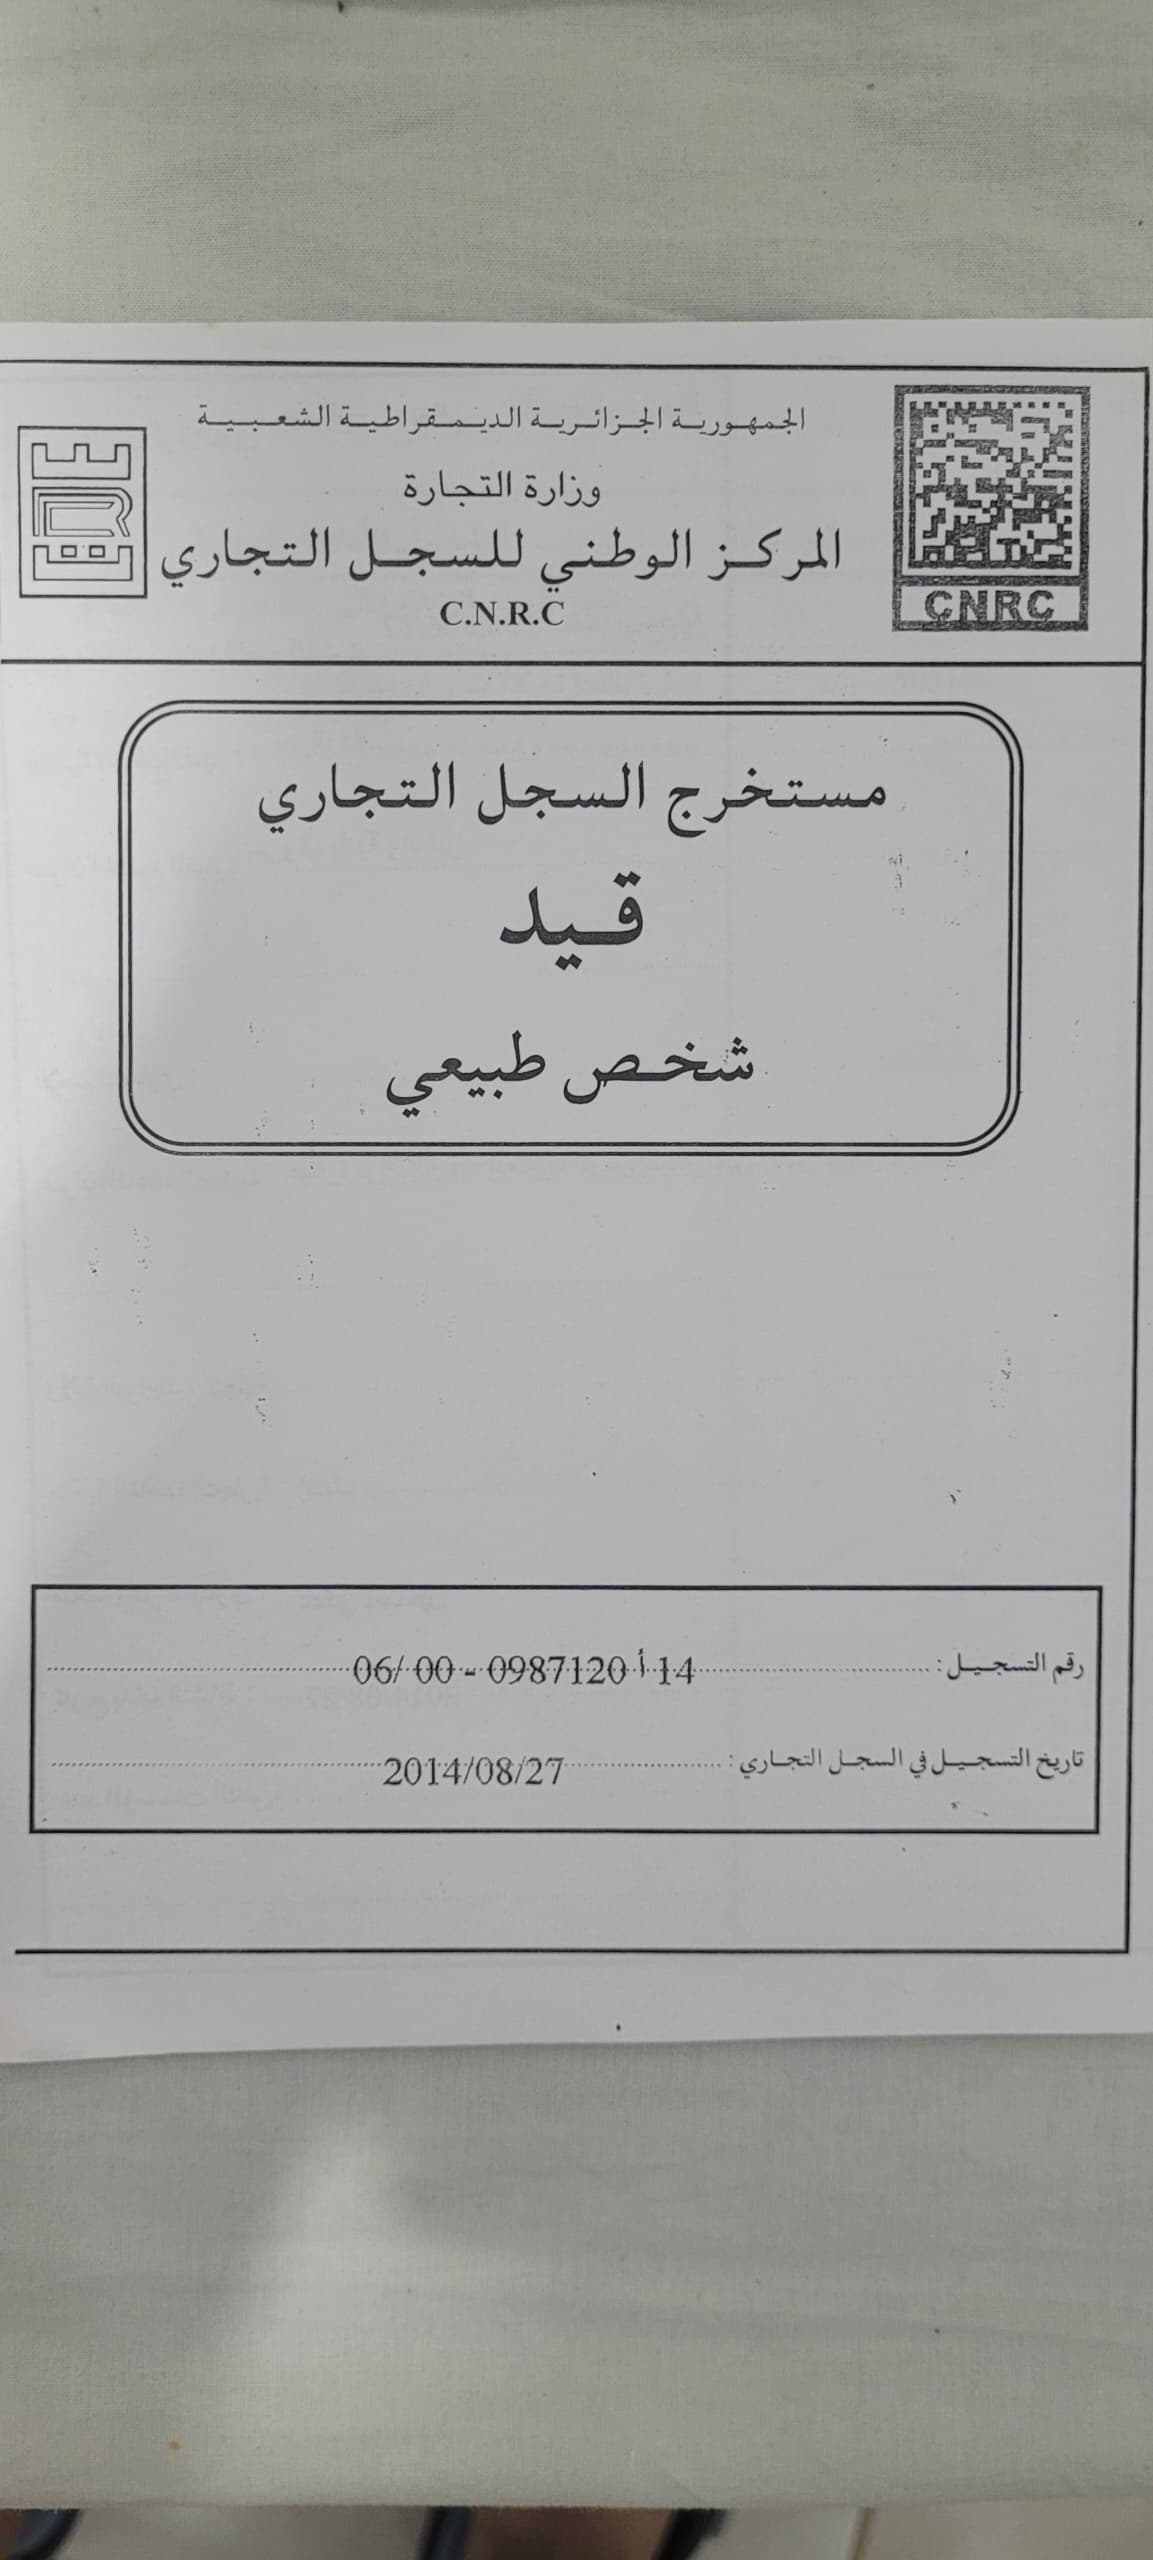 الجمهورية الجزائرية الديمقراطية الشعبية
وزارة التجارة
المركز الوطني للسجل التجاري
C.N.R.C
CNRC
مستخرج السجل التجاري
قيد
شخص طبيعي
رقم التسجيل: 14 أ 0987120 - 00 /06
تاريخ التسجيل في السجل التجاري: 2014/08/27